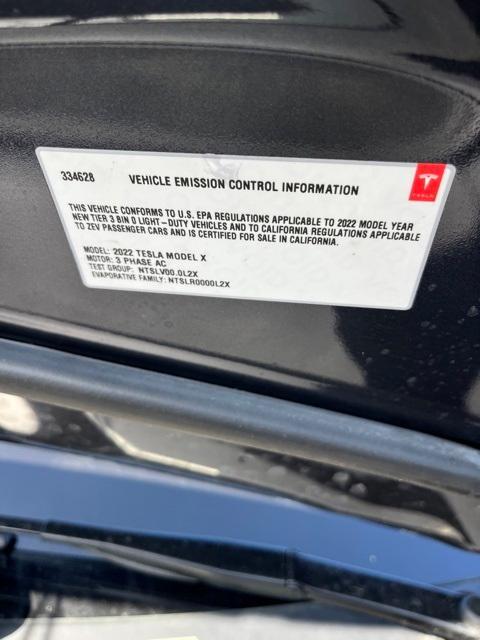 334628 VEHICLE EMISSION CONTROL INFORMATION
TESLA
THIS VEHICLE CONFORMS TO U.S. EPA REGULATIONS APPLICABLE TO 2022 MODEL YEAR
NEW TIER 3 BIN 0 LIGHT-DUTY VEHICLES AND TO CALIFORNIA REGULATIONS APPLICABLE
TO ZEV PASSENGER CARS AND IS CERTIFIED FOR SALE IN CALIFORNIA.
MODEL: 2022 TESLA MODEL X
MOTOR: 3 PHASE AC
TEST GROUP: NTSLV00.0L2X
EVAPORATIVE FAMILY: NTSLR0000L2X